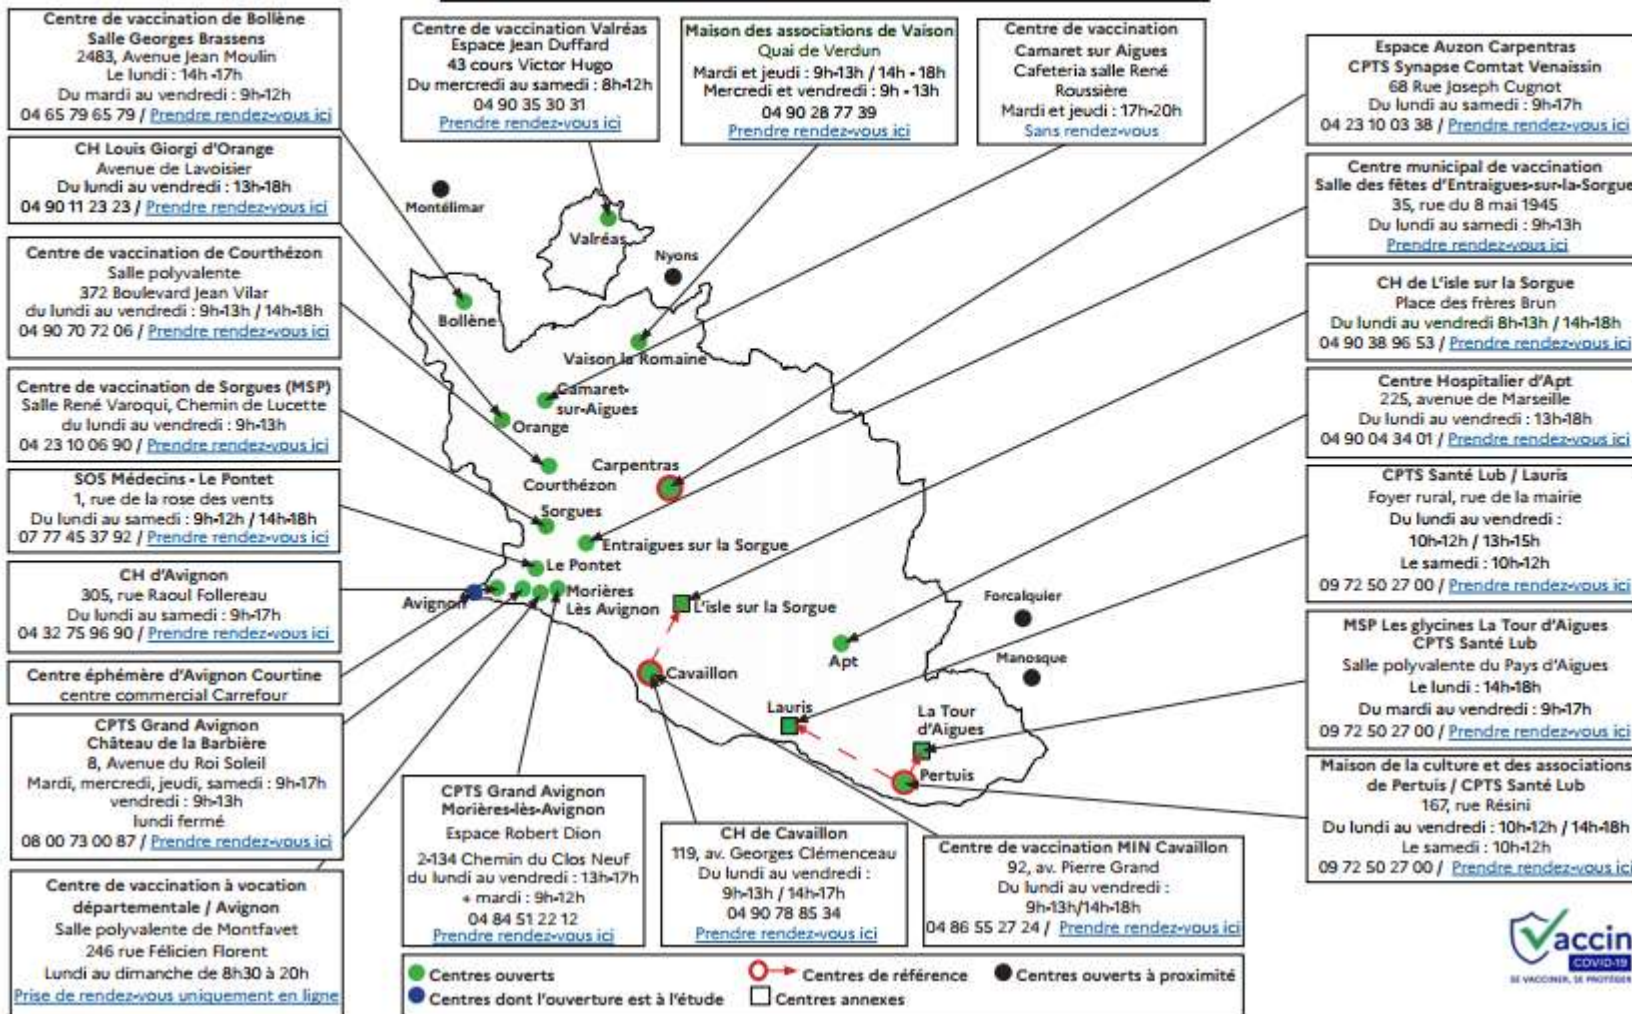 Centre de vaccination de Bollène
Salle Georges Brassens
2483, Avenue Jean Moulin
Le lundi : 14h -17h
Du mardi au vendredi : 9h-12h
04 65 79 65 79 / Prendre rendez-vous ici
CH Louis Giorgi d'Orange
Avenue de Lavoisier
Du lundi au vendredi : 13h-18h
04 90 11 23 23 / Prendre rendez-vous ici
Centre de vaccination de Courthézon
Salle polyvalente
372 Boulevard Jean Vilar
du lundi au vendredi : 9h-13h / 14h-18h
04 90 70 72 06 / Prendre rendez-vous ici
Centre de vaccination de Sorgues (MSP)
Salle René Varoqui, Chemin de Lucette
du lundi au vendredi : 9h-13h
04 23 10 06 90 / Prendre rendez-vous ici
SOS Médecins - Le Pontet
1, rue de la rose des vents
Du lundi au samedi : 9h-12h / 14h-18h
07 77 45 37 92 / Prendre rendez-vous ici
CH d'Avignon
305, rue Raoul Follereau
Du lundi au samedi : 9h-17h
04 32 75 96 90 / Prendre rendez-vous ici
Centre éphémère d'Avignon Courtine
centre commercial Carrefour
CPTS Grand Avignon
Château de la Barbière
8, Avenue du Roi Soleil
Mardi, mercredi, jeudi, samedi : 9h-17h
vendredi : 9h-13h
lundi fermé
08 00 73 00 87 / Prendre rendez-vous ici
Centre de vaccination à vocation
départementale / Avignon
Salle polyvalente de Montfavet
246 rue Félicien Florent
Lundi au dimanche de 8h30 à 20h
Prise de rendez-vous uniquement en ligne
Centre de vaccination Valréas
Espace Jean Duffard
43 cours Victor Hugo
Du mercredi au samedi : 8h-12h
04 90 35 30 31
Prendre rendez-vous ici
Maison des associations de Vaison
Quai de Verdun
Mardi et jeudi : 9h-13h / 14h - 18h
Mercredi et vendredi : 9h - 13h
04 90 28 77 39
Prendre rendez-vous ici
Centre de vaccination
Camaret sur Aigues
Cafeteria salle René
Roussière
Mardi et jeudi : 17h-20h
Sans rendez-vous
Montélimar
Valréas
Nyons
Bollène
Vaison la Romaine
Camaret-
sur-Aigues
Orange
Carpentras
Courthézon
Sorgues
Entraigues sur la Sorgue
Le Pontet
Avignon
Morières
Lès Avignon
L'isle sur la Sorgue
Forcalquier
Apt
Manosque
Cavaillon
Lauris
La Tour
d'Aigues
Pertuis
CPTS Grand Avignon
Morières-lès-Avignon
Espace Robert Dion
2-134 Chemin du Clos Neuf
du lundi au vendredi : 13h-17h
+ mardi : 9h-12h
04 84 51 22 12
Prendre rendez-vous ici
CH de Cavaillon
119, av. Georges Clémenceau
Du lundi au vendredi :
9h-13h / 14h-17h
04 90 78 85 34
Prendre rendez-vous ici
Centre de vaccination MIN Cavaillon
92, av. Pierre Grand
Du lundi au vendredi :
9h-13h/14h-18h
04 86 55 27 24 / Prendre rendez-vous ici
Espace Auzon Carpentras
CPTS Synapse Comtat Venaissin
68 Rue Joseph Cugnot
Du lundi au samedi : 9h-17h
04 23 10 03 38 / Prendre rendez-vous ici
Centre municipal de vaccination
Salle des fêtes d'Entraigues-sur-la-Sorgue
35, rue du 8 mai 1945
Du lundi au samedi : 9h-13h
Prendre rendez-vous ici
CH de L'isle sur la Sorgue
Place des frères Brun
Du lundi au vendredi 8h-13h / 14h-18h
04 90 38 96 53 / Prendre rendez-vous ici
Centre Hospitalier d'Apt
225, avenue de Marseille
Du lundi au vendredi : 13h-18h
04 90 04 34 01 / Prendre rendez-vous ici
CPTS Santé Lub / Lauris
Foyer rural, rue de la mairie
Du lundi au vendredi :
10h-12h / 13h-15h
Le samedi : 10h-12h
09 72 50 27 00 / Prendre rendez-vous ici
MSP Les glycines La Tour d'Aigues
CPTS Santé Lub
Salle polyvalente du Pays d'Aigues
Le lundi : 14h-18h
Du mardi au vendredi : 9h-17h
09 72 50 27 00 / Prendre rendez-vous ici
Maison de la culture et des associations
de Pertuis / CPTS Santé Lub
167, rue Résini
Du lundi au vendredi : 10h-12h / 14h-18h
Le samedi : 10h-12h
09 72 50 27 00 / Prendre rendez-vous ici
Centres ouverts
Centres de référence
Centres ouverts à proximité
Centres dont l'ouverture est à l'étude
Centres annexes
Vaccin
COVID-19
SE VACCINER, SE PROTÉGER